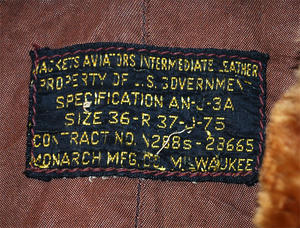 JACKETS AVIATORS INTERMEDIATE LEATHER
PROPERTY OF U.S. GOVERNMENT
SPECIFICATION AN-J-3A
SIZE 36-R 37-J-75
CONTRACT NO. N288s-23665
MONARCH MFG. CO. MILWAUKEE